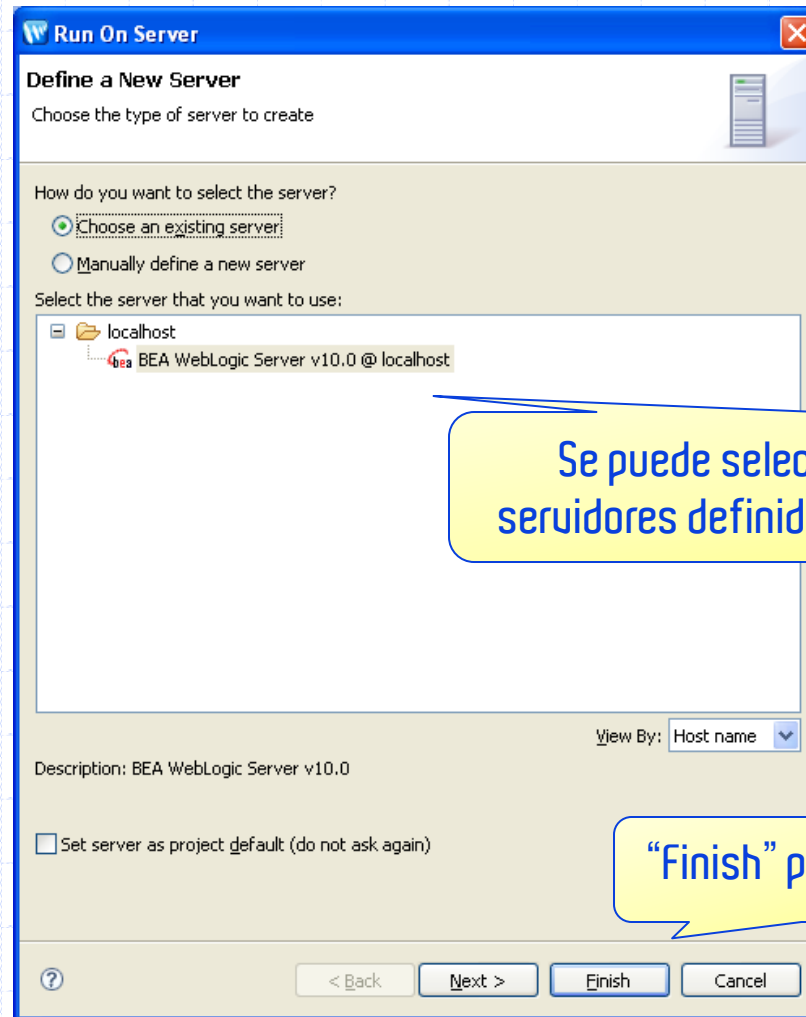 Run On Server
Define a New Server
Choose the type of server to create
How do you want to select the server?
Choose an existing server
Manually define a new server
Select the server that you want to use:
localhost
bea BEA WebLogic Server v10.0 @ localhost
Se puede selec
servidores definid
View By: Host name
Description: BEA WebLogic Server v10.0
Set server as project default (do not ask again)
“Finish” p
? < Back Next > Finish Cancel